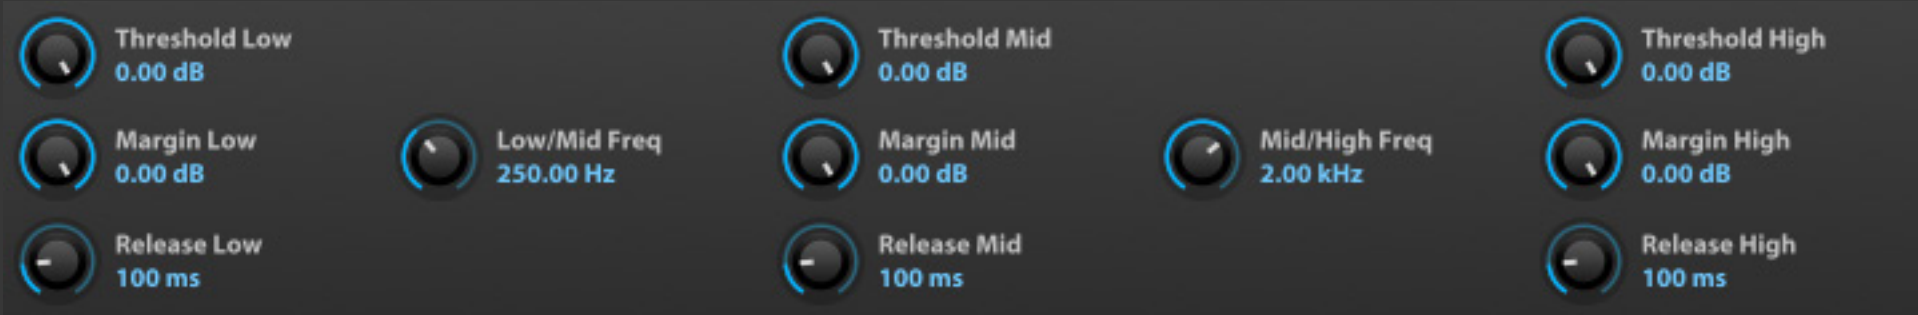 Threshold Low
0.00 dB
Threshold Mid
0.00 dB
Threshold High
0.00 dB
Margin Low
0.00 dB
Low/Mid Freq
250.00 Hz
Margin Mid
0.00 dB
Mid/High Freq
2.00 kHz
Margin High
0.00 dB
Release Low
100 ms
Release Mid
100 ms
Release High
100 ms